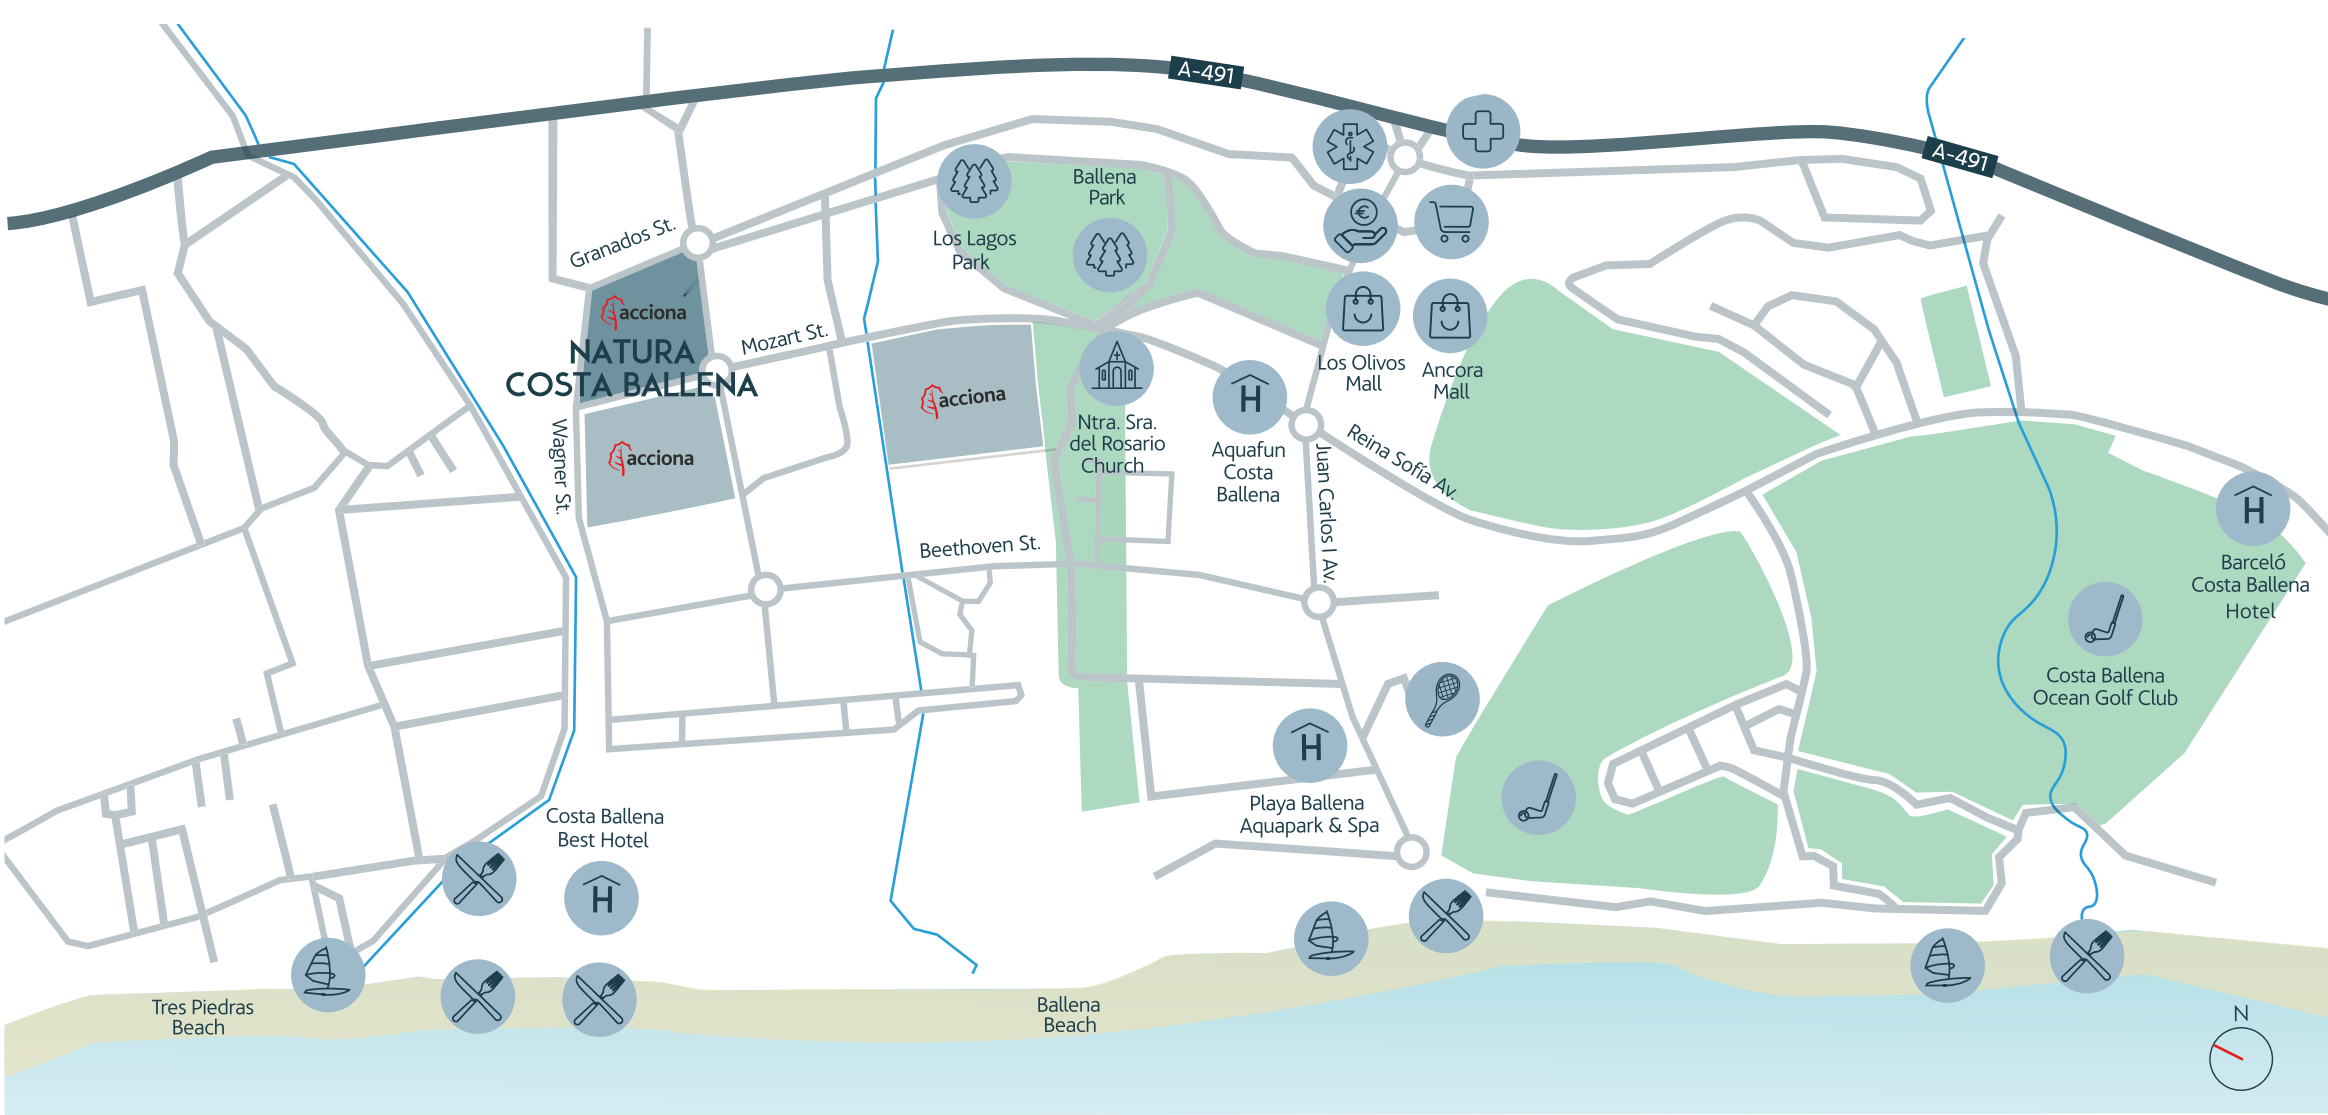 A-491
A-491
Ballena
Park
Los Lagos
Park
Granados St.
acciona
NATURA
COSTA BALLENA
Mozart St.
acciona
acciona
Wagner St.
Los Olivos
Mall
Ancora
Mall
€
Ntra. Sra.
del Rosario
Church
H
Aquafun
Costa
Ballena
Reina Sofía Av.
Juan Carlos I Av.
Beethoven St.
H
Barceló
Costa Ballena
Hotel
Costa Ballena
Ocean Golf Club
H
Playa Ballena
Aquapark & Spa
Costa Ballena
Best Hotel
H
Tres Piedras
Beach
Ballena
Beach
N